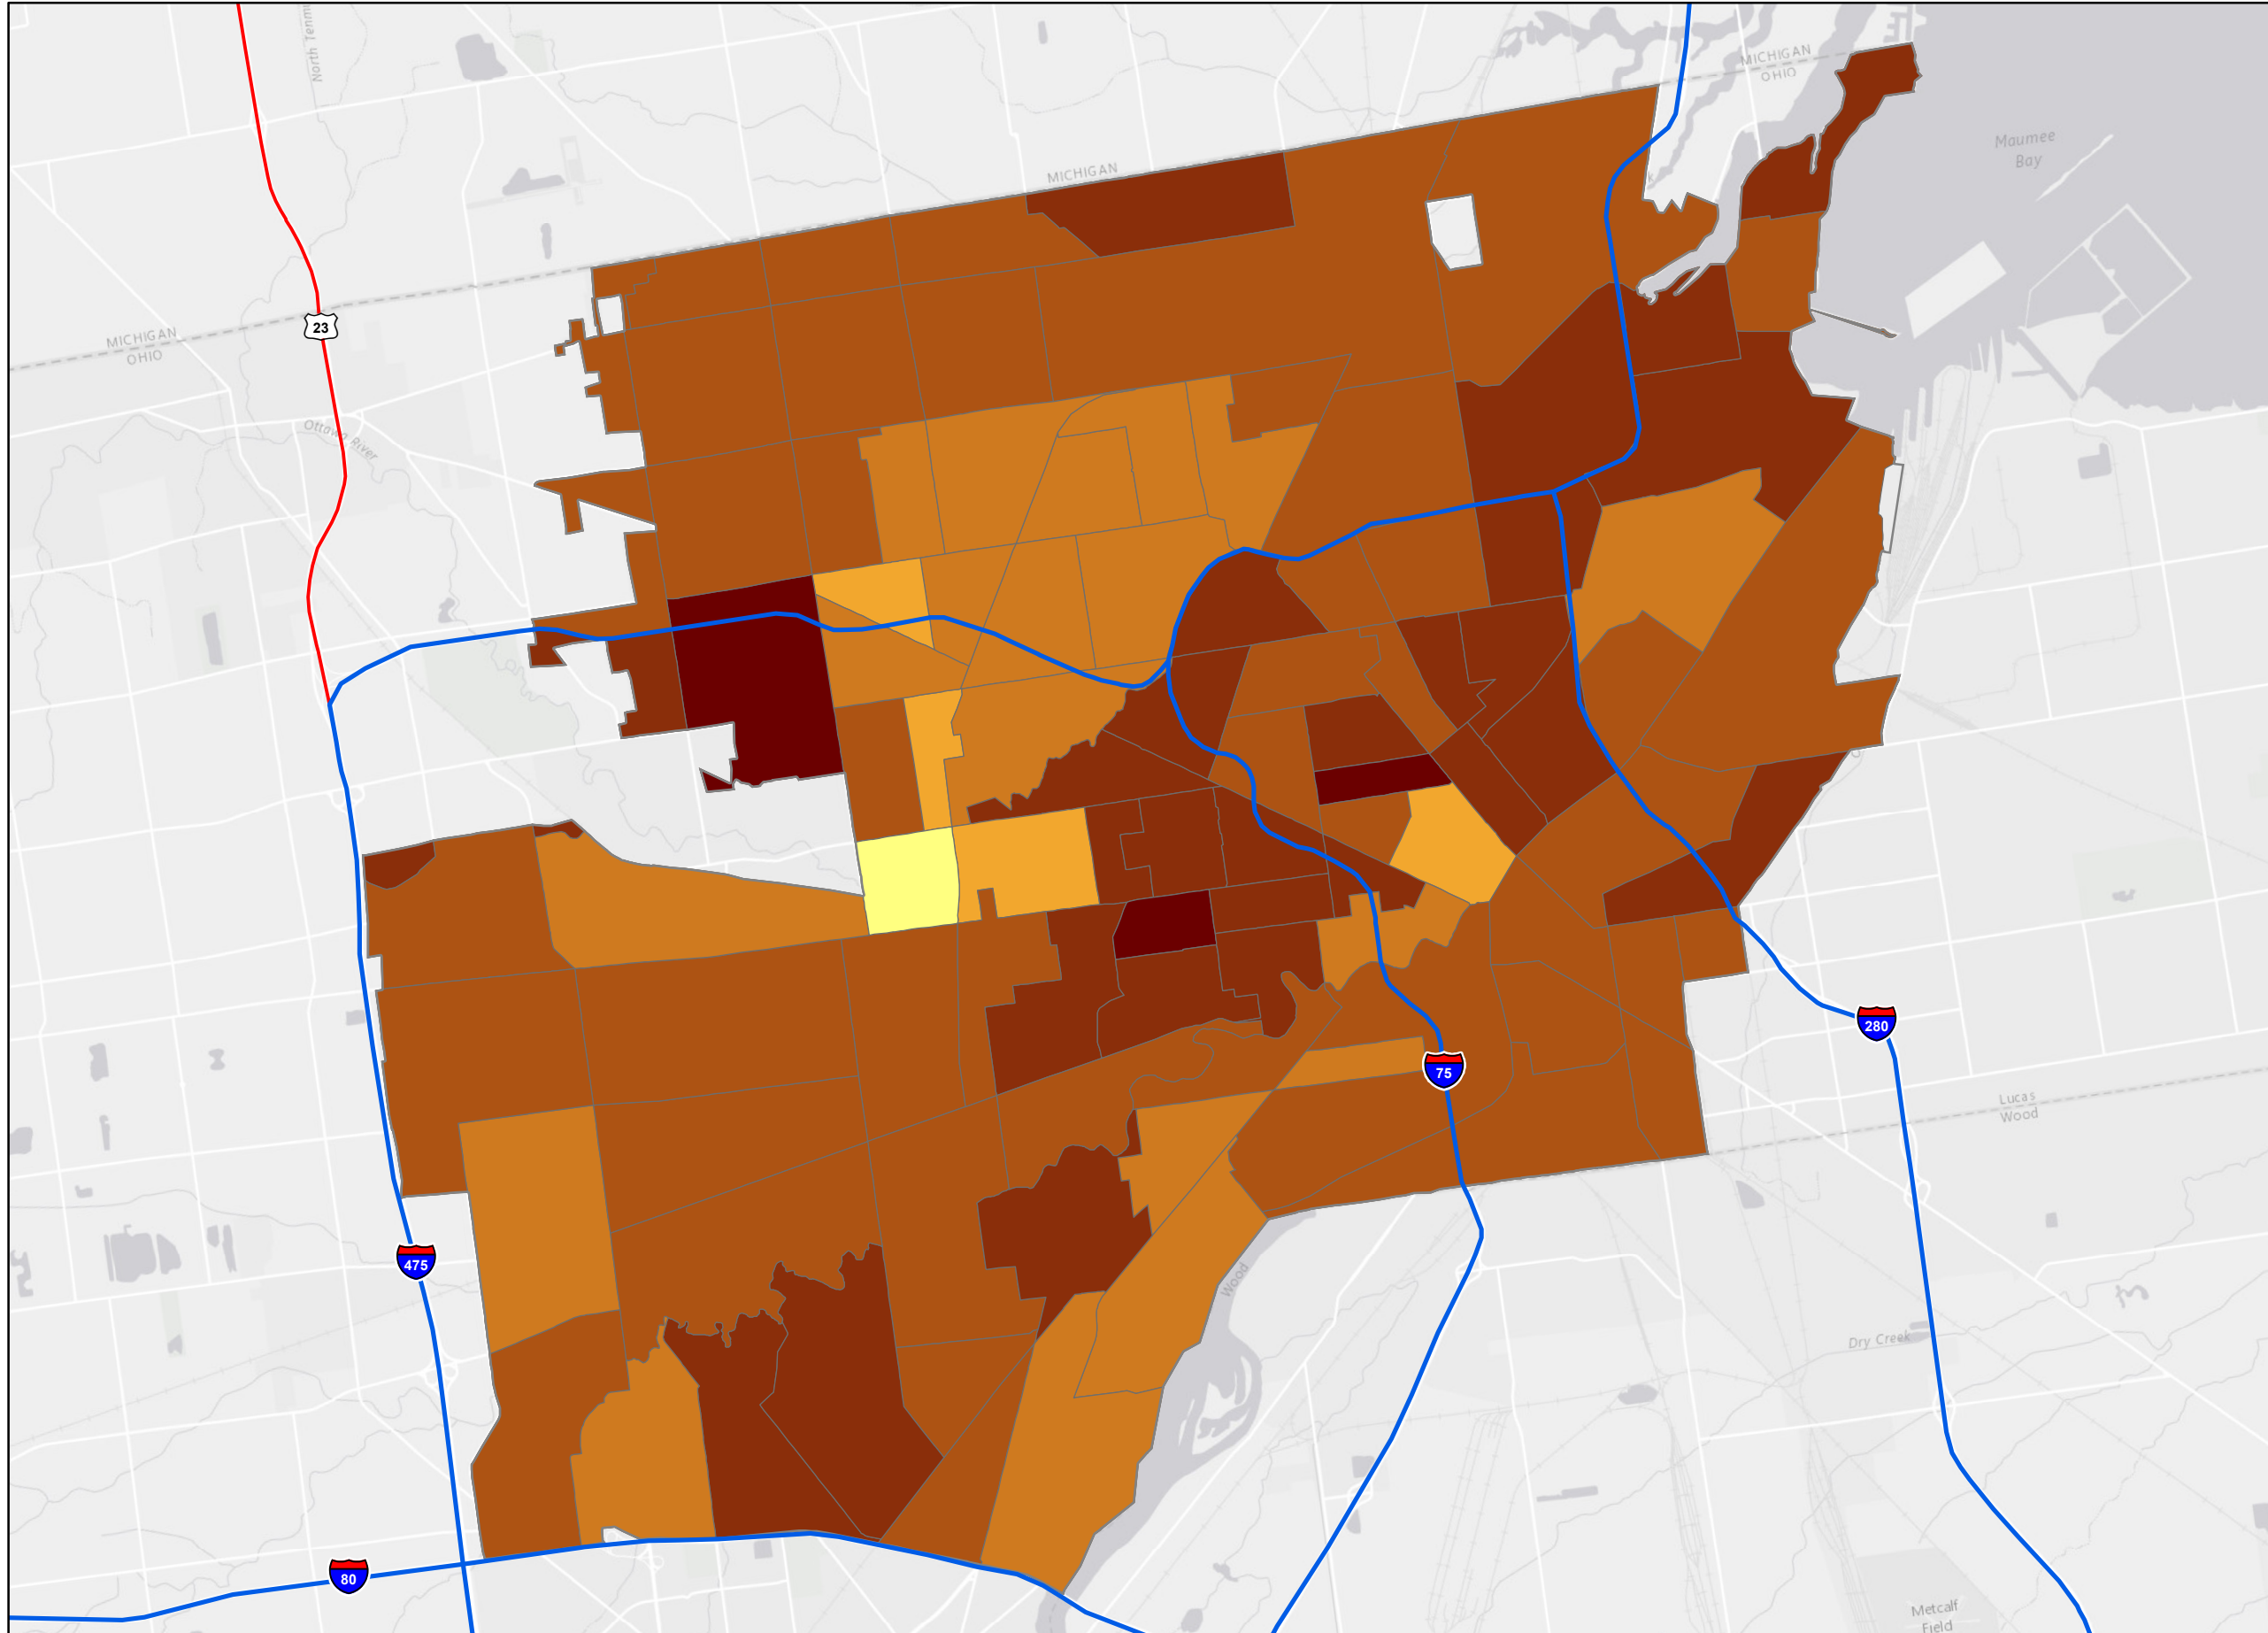 North Tenmi
MICHIGAN
OHIO
Maumee
Bay
MICHIGAN
23
MICHIGAN
OHIO
Ottawa River
280
75
Lucas
Wood
475
Wood
Dry Creek
80
Metcalf
Field